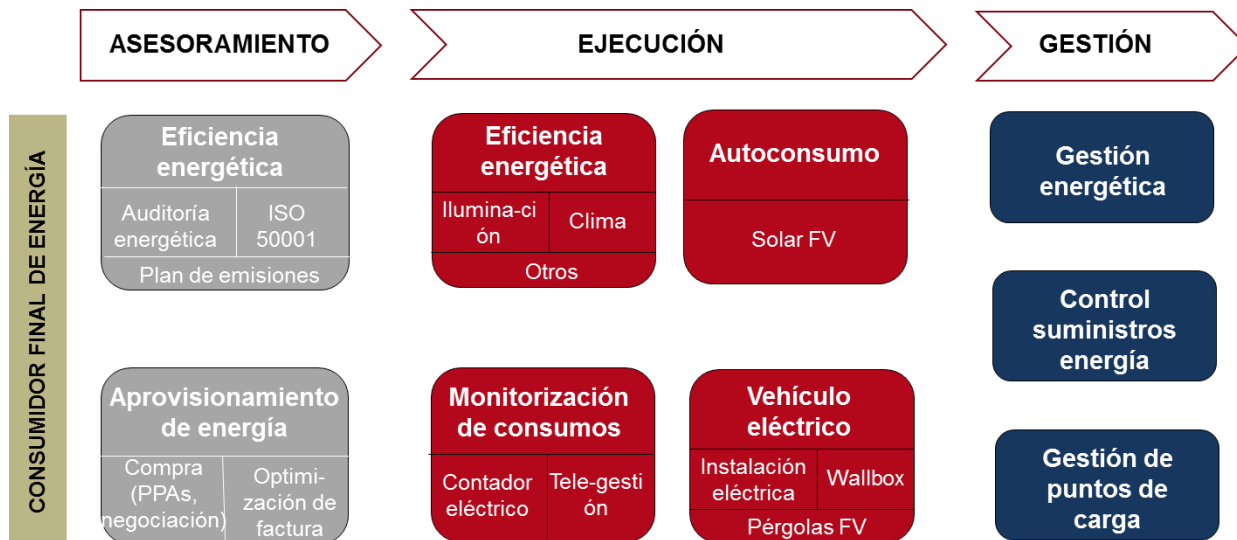 ASESORAMIENTO
EJECUCIÓN
GESTIÓN
CONSUMIDOR FINAL DE ENERGÍA
Eficiencia
energética
Auditoría
energética
ISO
50001
Plan de emisiones
Aprovisionamiento
de energía
Compra
(PPAs,
negociación)
Optimi-
zación de
factura
Eficiencia
energética
Ilumina-ci
ón
Clima
Otros
Autoconsumo
Solar FV
Monitorización
de consumos
Contador
eléctrico
Tele-gesti
ón
Vehículo
eléctrico
Instalación
eléctrica
Wallbox
Pérgolas FV
Gestión
energética
Control
suministros
energía
Gestión de
puntos de
carga